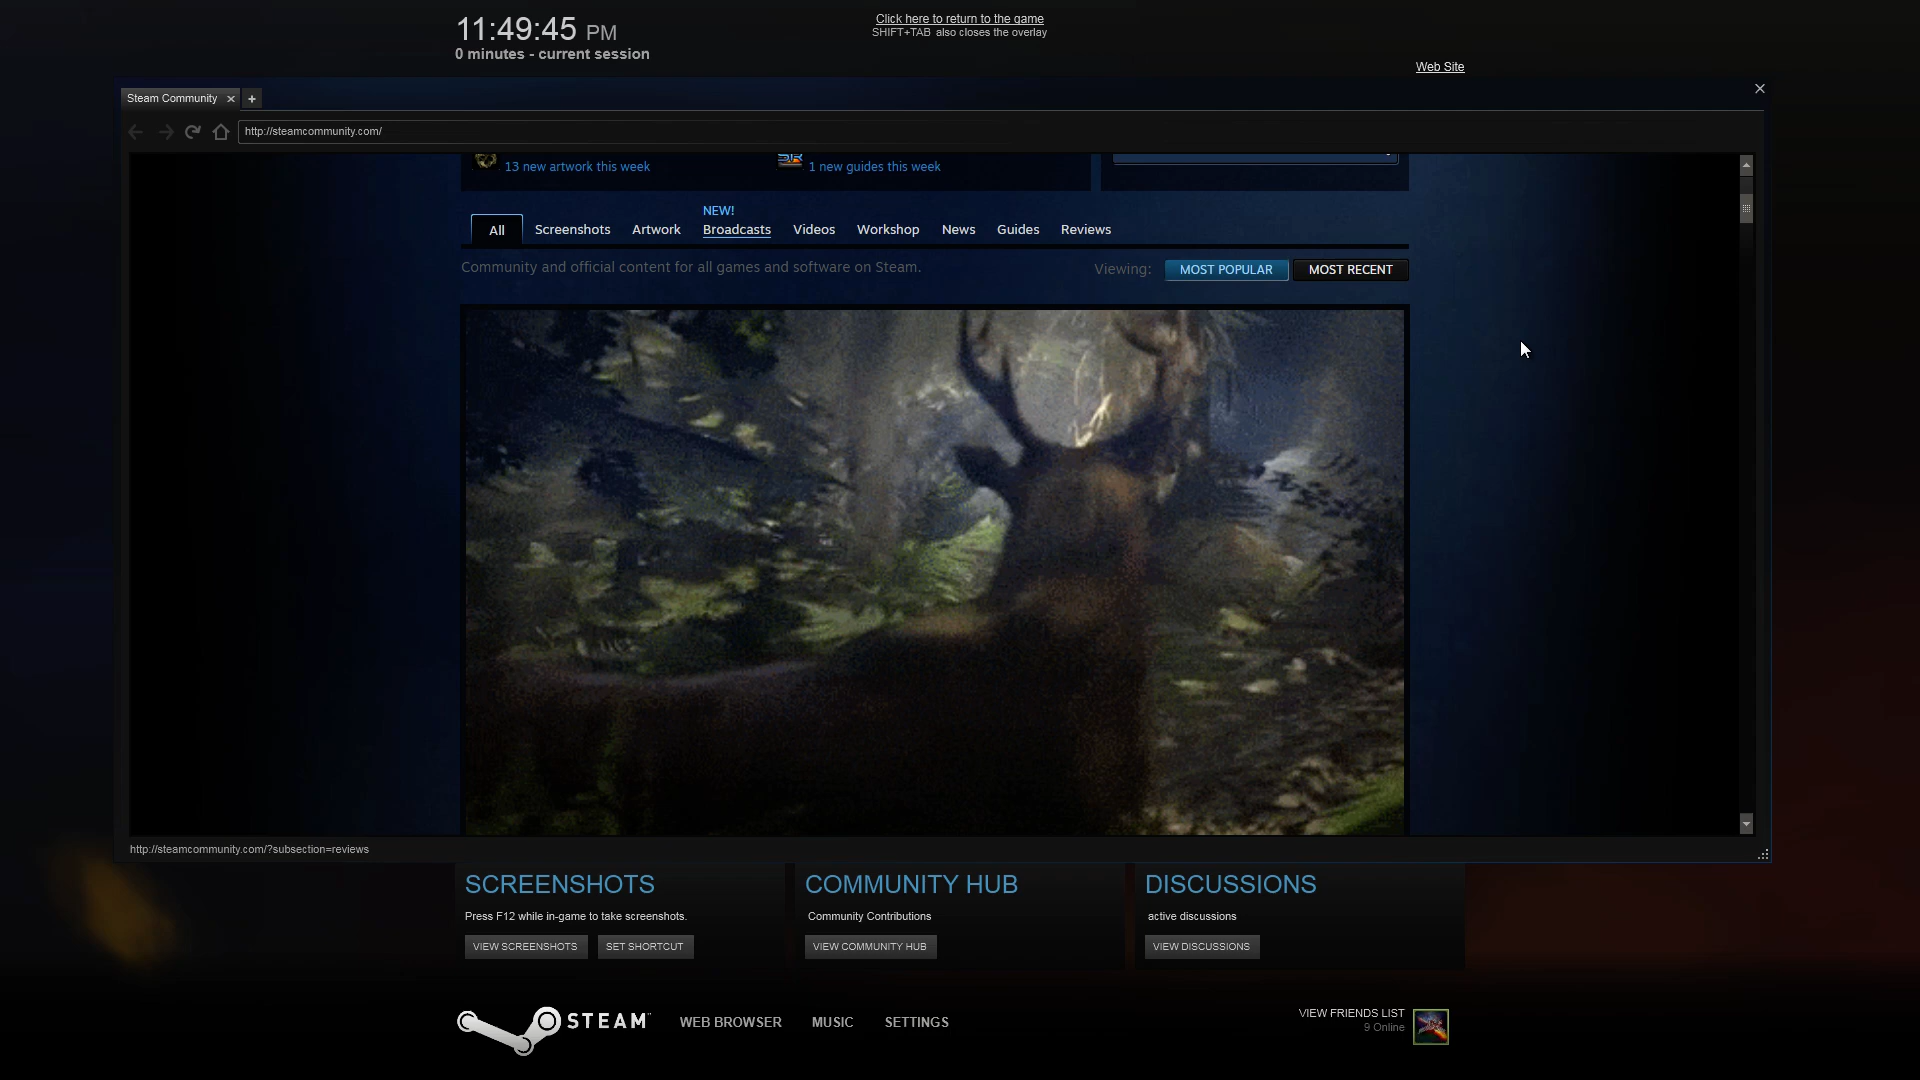 11:49:45 PM
0 minutes - current session
Click here to return to the game
SHIFT+TAB also closes the overlay
Web Site
Steam Community
http://steamcommunity.com/
13 new artwork this week
1 new guides this week
NEW!
All Screenshots Artwork Broadcasts Videos Workshop News Guides Reviews
Community and official content for all games and software on Steam.
Viewing: MOST POPULAR MOST RECENT
http://steamcommunity.com/?subsection=reviews
SCREENSHOTS
Press F12 while in-game to take screenshots.
VIEW SCREENSHOTS SET SHORTCUT
COMMUNITY HUB
Community Contributions
VIEW COMMUNITY HUB
DISCUSSIONS
active discussions
VIEW DISCUSSIONS
STEAM™
WEB BROWSER MUSIC SETTINGS
VIEW FRIENDS LIST
9 Online